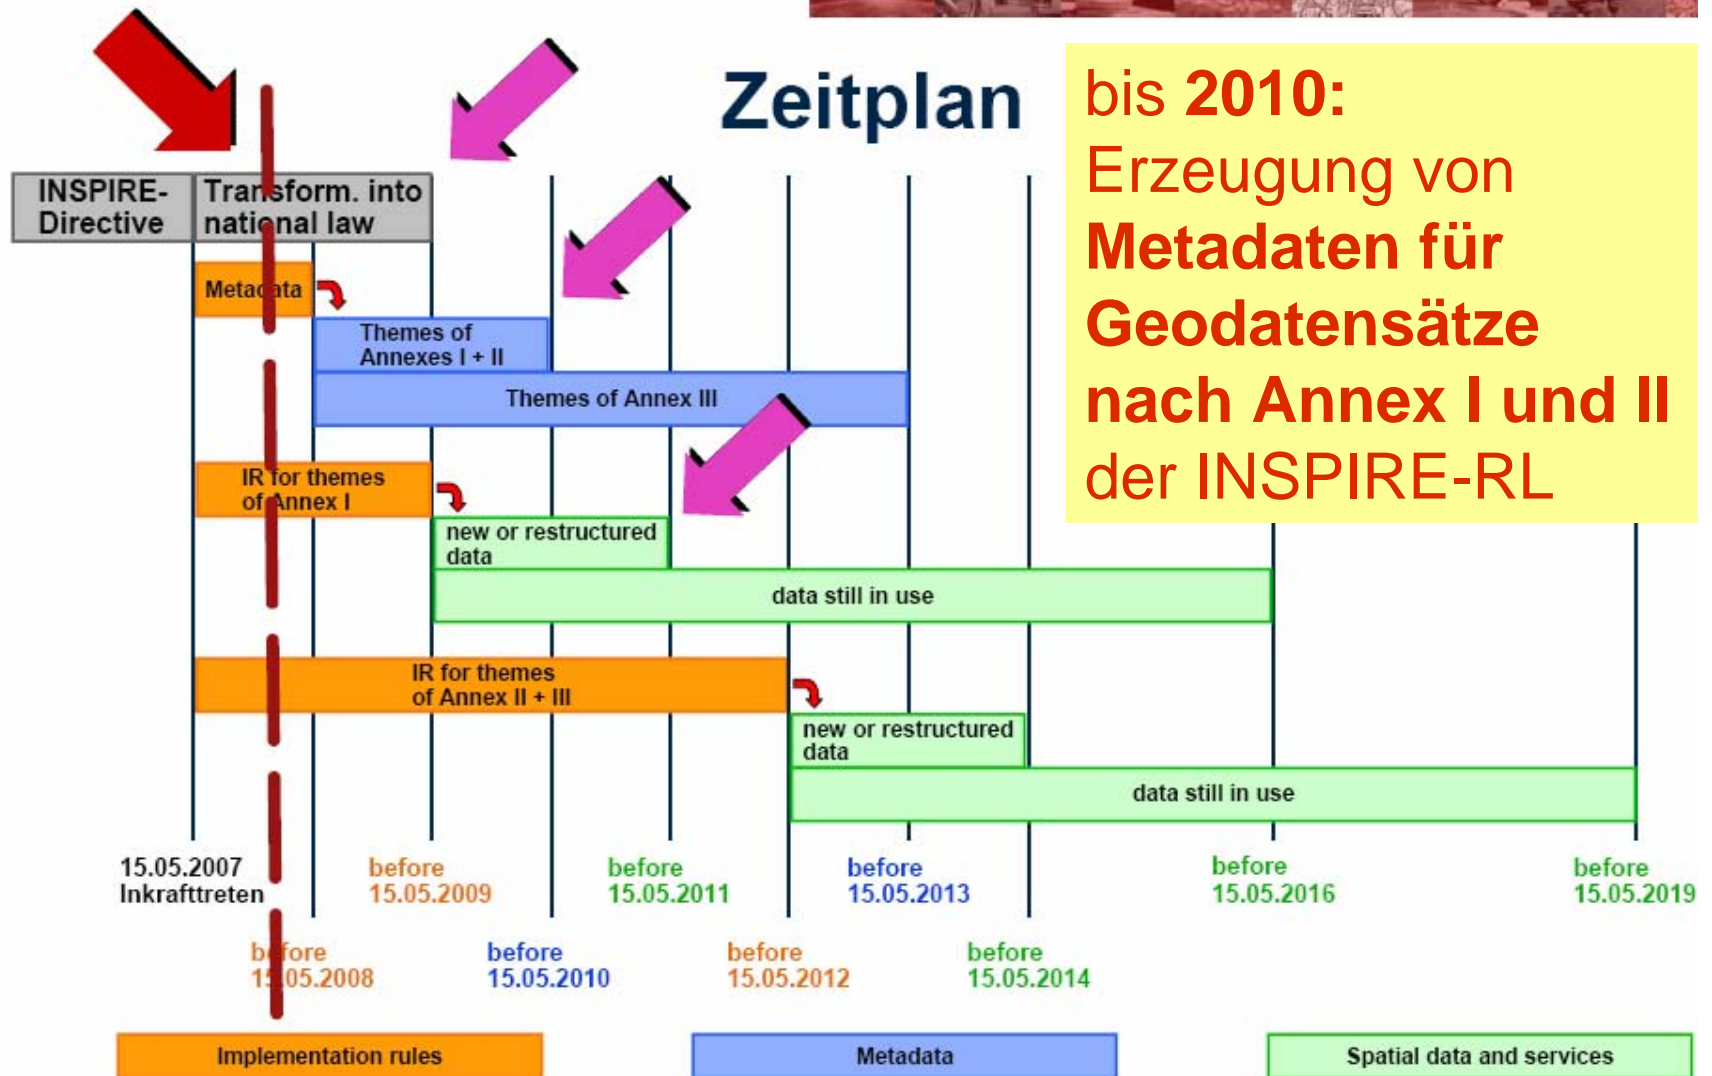 Zeitplan
bis 2010:
Erzeugung von
Metadaten für
Geodatensätze
nach Annex I und II
der INSPIRE-RL
INSPIRE-
Directive
Transform. into
national law
Metadata
Themes of
Annexes I + II
Themes of Annex III
IR for themes
of Annex I
new or restructured
data
data still in use
IR for themes
of Annex II + III
new or restructured
data
data still in use
15.05.2007
Inkrafttreten
before
15.05.2009
before
15.05.2011
before
15.05.2013
before
15.05.2016
before
15.05.2019
before
15.05.2008
before
15.05.2010
before
15.05.2012
before
15.05.2014
Implementation rules
Metadata
Spatial data and services